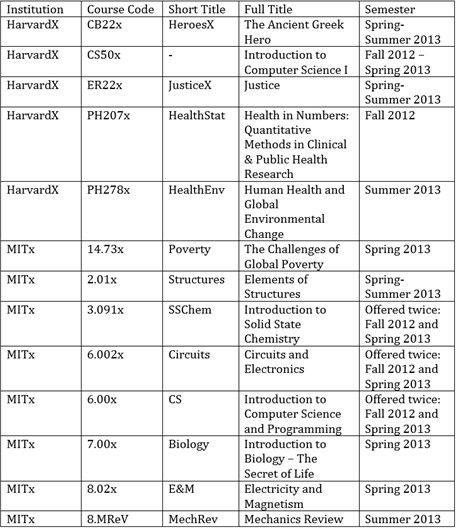 Institution Course Code Short Title Full Title Semester
HarvardX CB22x HeroesX The Ancient Greek Spring-
Hero Summer 2013
HarvardX CS50x - Introduction to Fall 2012 –
Computer Science I Spring 2013
HarvardX ER22x JusticeX Justice Spring-
Summer 2013
HarvardX PH207x HealthStat Health in Numbers: Fall 2012
Quantitative
Methods in Clinical
& Public Health
Research
HarvardX PH278x HealthEnv Human Health and Summer 2013
Global
Environmental
Change
MITx 14.73x Poverty The Challenges of Spring 2013
Global Poverty
MITx 2.01x Structures Elements of Spring-
Structures Summer 2013
MITx 3.091x SSChem Introduction to Offered twice:
Solid State Fall 2012 and
Chemistry Spring 2013
MITx 6.002x Circuits Circuits and Offered twice:
Electronics Fall 2012 and
Spring 2013
MITx 6.00x CS Introduction to Offered twice:
Computer Science Fall 2012 and
and Programming Spring 2013
MITx 7.00x Biology Introduction to Spring 2013
Biology – The
Secret of Life
MITx 8.02x E&M Electricity and Spring 2013
Magnetism
MITx 8.MReV MechRev Mechanics Review Summer 2013